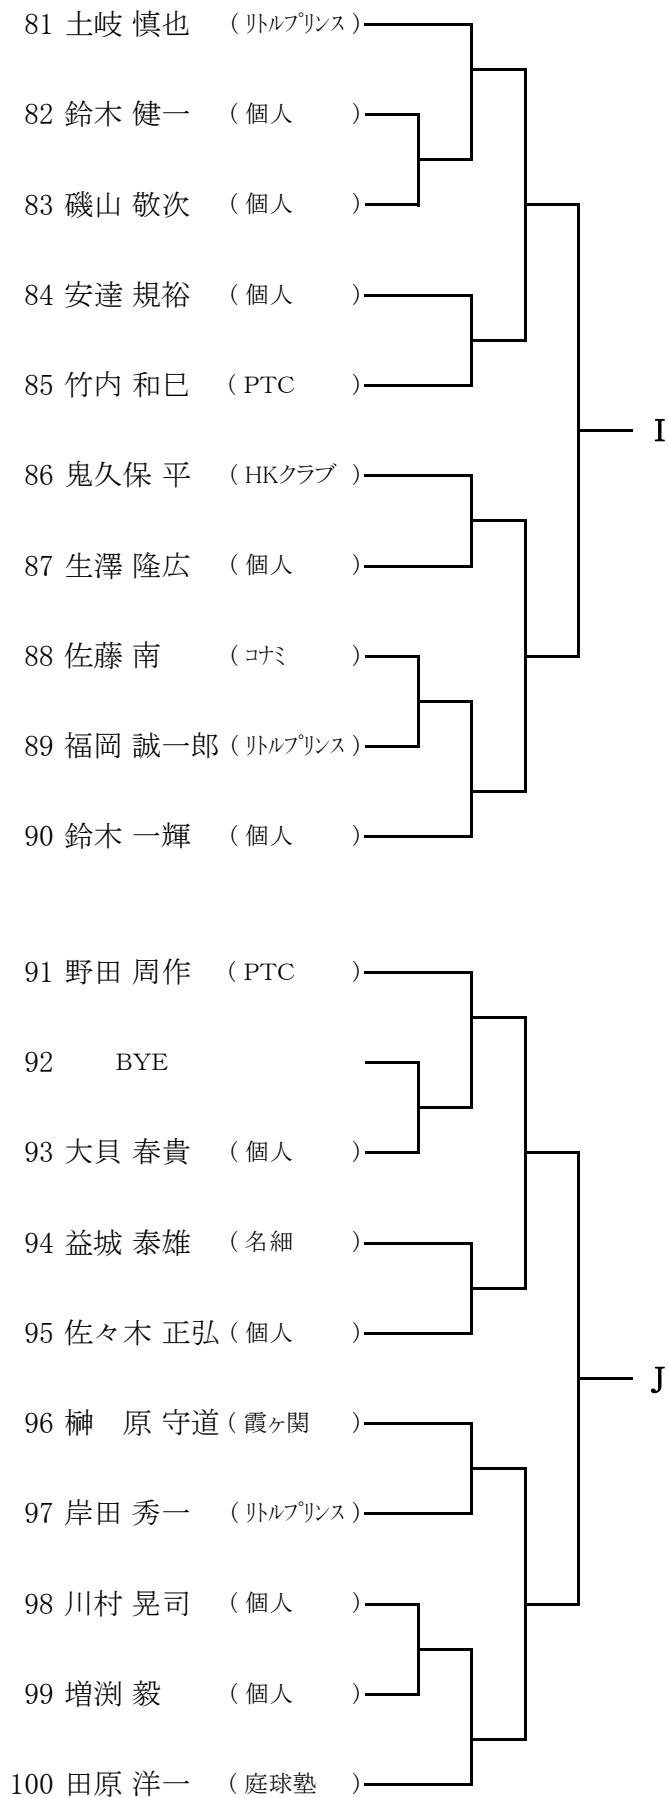 81 土岐 慎也 (ﾘﾄﾙﾌﾟﾘﾝｽ)
82 鈴木 健一 (個人)
83 磯山 敬次 (個人)
84 安達 規裕 (個人)
85 竹内 和巳 (PTC)
I
86 鬼久保 平 (HKクラブ)
87 生澤 隆広 (個人)
88 佐藤 南 (ｺﾅﾐ)
89 福岡 誠一郎 (ﾘﾄﾙﾌﾟﾘﾝｽ)
90 鈴木 一輝 (個人)
91 野田 周作 (PTC)
92 BYE
93 大貝 春貴 (個人)
94 益城 泰雄 (名細)
95 佐々木 正弘 (個人)
J
96 榊　原 守道 (霞ヶ関)
97 岸田 秀一 (ﾘﾄﾙﾌﾟﾘﾝｽ)
98 川村 晃司 (個人)
99 増渕 毅 (個人)
100 田原 洋一 (庭球塾)